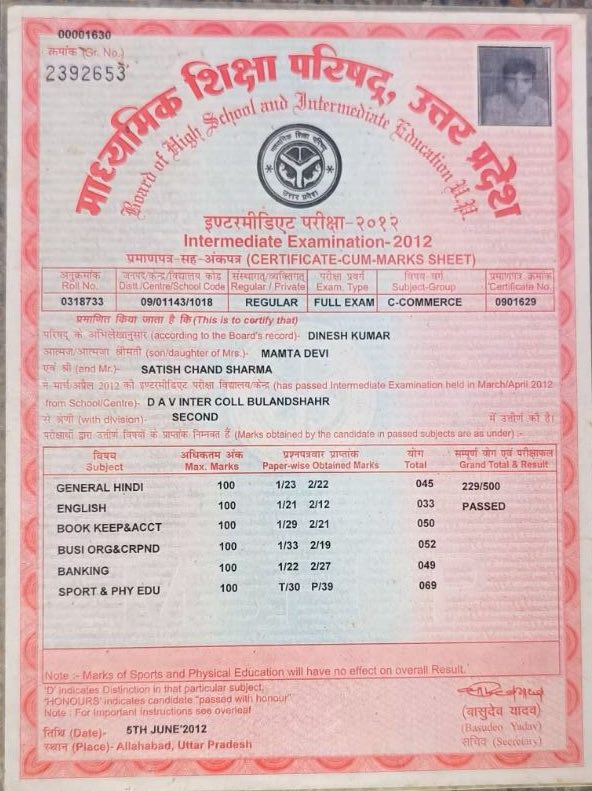 00001630
क्रमांक (Sr. No.)
2392653
माध्यमिक शिक्षा परिषद, उत्तर प्रदेश
Board of High School and Intermediate Education U.P.
माध्यमिक शिक्षा परिषद्
उत्तर प्रदेश
इण्टरमीडिएट परीक्षा-२०१२
Intermediate Examination-2012
प्रमाणपत्र-सह-अंकपत्र (CERTIFICATE-CUM-MARKS SHEET)
अनुक्रमांक जनपद/केन्द्र/विद्यालय कोड संस्थागत/व्यक्तिगत परीक्षा प्रवर्ग विषय-वर्ग प्रमाणपत्र क्रमांक
Roll No. Distt./Centre/School Code Regular / Private Exam. Type Subject-Group Certificate No.
0318733 09/01143/1018 REGULAR FULL EXAM C-COMMERCE 0901629
प्रमाणित किया जाता है कि (This is to certify that)
परिषद् के अभिलेखानुसार (according to the Board's record)- DINESH KUMAR
आत्मज/आत्मजा श्रीमती (son/daughter of Mrs.)- MAMTA DEVI
एवं श्री (and Mr.)- SATISH CHAND SHARMA
ने मार्च/अप्रैल 2012 की इण्टरमीडिएट परीक्षा विद्यालय/केन्द्र (has passed Intermediate Examination held in March/April 2012
from School/Centre)- D A V INTER COLL BULANDSHAHR
से श्रेणी (with division)- SECOND में उत्तीर्ण की है।
परीक्षार्थी द्वारा उत्तीर्ण विषयों के प्राप्तांक निम्नवत हैं (Marks obtained by the candidate in passed subjects are as under) :-
विषय अधिकतम अंक प्रश्नपत्रवार प्राप्तांक योग सम्पूर्ण योग एवं परीक्षाफल
Subject Max. Marks Paper-wise Obtained Marks Total Grand Total & Result
GENERAL HINDI 100 1/23 2/22 045 229/500
ENGLISH 100 1/21 2/12 033 PASSED
BOOK KEEP&ACCT 100 1/29 2/21 050
BUSI ORG&CRPND 100 1/33 2/19 052
BANKING 100 1/22 2/27 049
SPORT & PHY EDU 100 T/30 P/39 069
Note :- Marks of Sports and Physical Education will have no effect on overall Result.
'D' indicates Distinction in that particular subject.
'HONOURS' indicates candidate "passed with honour"
Note : For Important Instructions see overleaf
(वासुदेव यादव)
(Basudeo Yadav)
सचिव (Secretary)
तिथि (Date)- 5TH JUNE'2012
स्थान (Place)- Allahabad, Uttar Pradesh